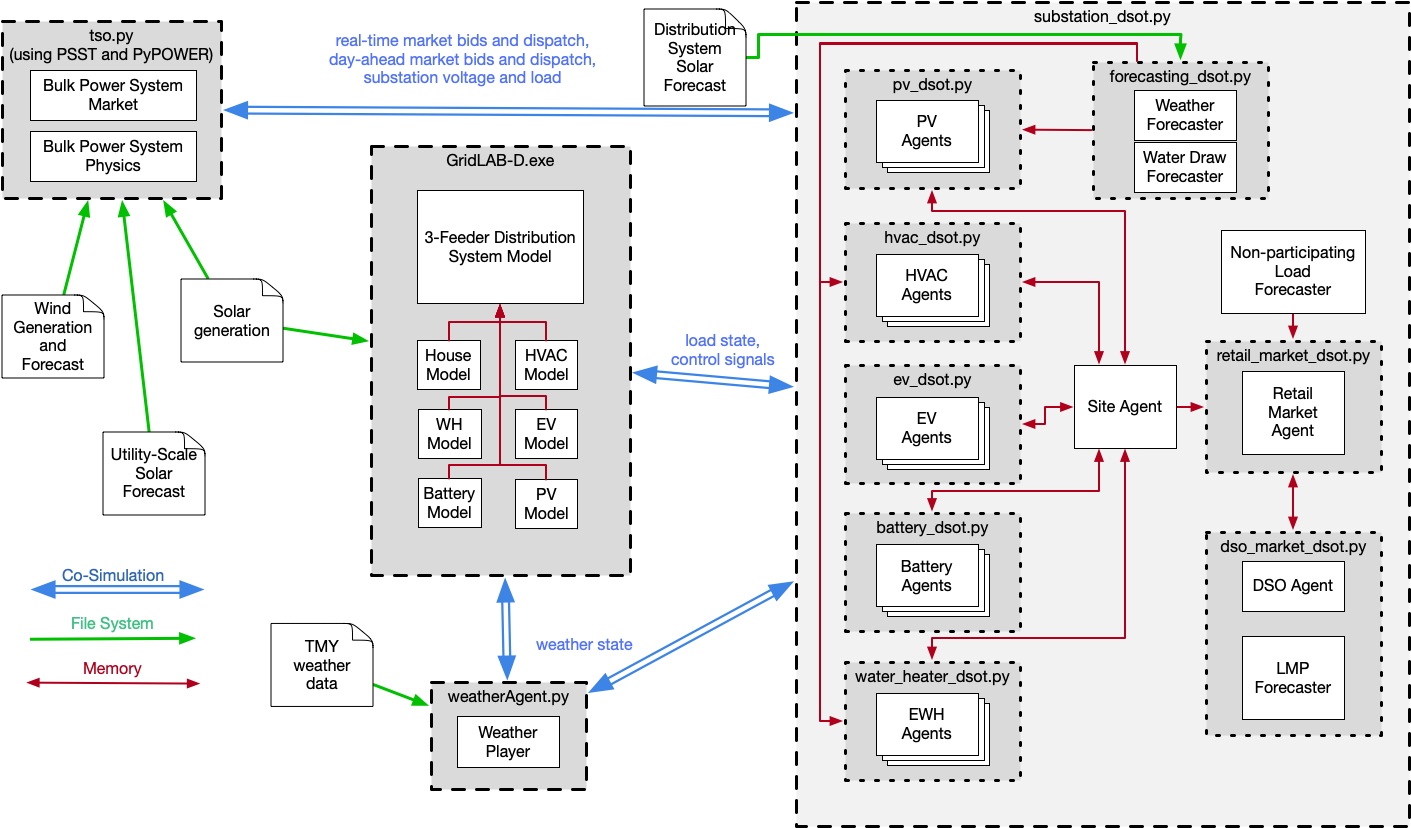 tso.py
(using PSST and PyPOWER)
Bulk Power System
Market
Bulk Power System
Physics
real-time market bids and dispatch,
day-ahead market bids and dispatch,
substation voltage and load
Distribution
System
Solar
Forecast
substation_dsot.py
forecasting_dsot.py
Weather
Forecaster
Water Draw
Forecaster
pv_dsot.py
PV
Agents
GridLAB-D.exe
3-Feeder Distribution
System Model
House
Model
HVAC
Model
WH
Model
EV
Model
Battery
Model
PV
Model
Wind
Generation
and
Forecast
Solar
generation
Utility-Scale
Solar
Forecast
load state,
control signals
hvac_dsot.py
HVAC
Agents
Non-participating
Load
Forecaster
ev_dsot.py
EV
Agents
Site Agent
retail_market_dsot.py
Retail
Market
Agent
battery_dsot.py
Battery
Agents
dso_market_dsot.py
DSO Agent
LMP
Forecaster
water_heater_dsot.py
EWH
Agents
Co-Simulation
File System
Memory
TMY
weather
data
weather state
weatherAgent.py
Weather
Player